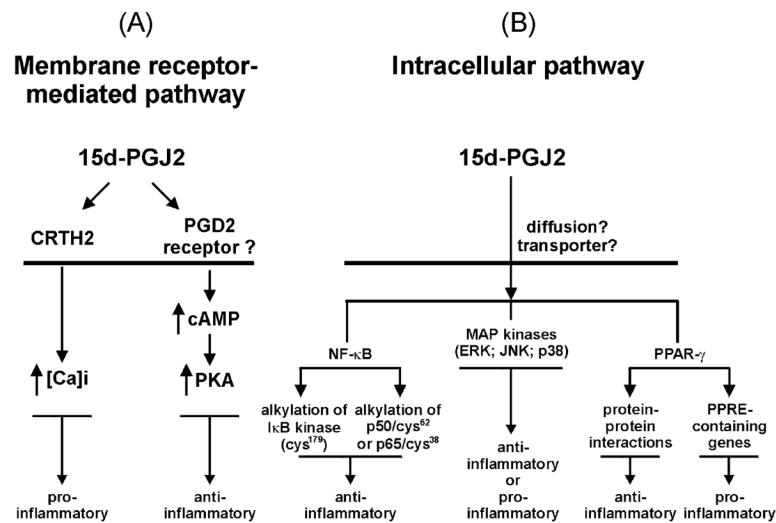 (A)
Membrane receptor-
mediated pathway
15d-PGJ2
CRTH2
PGD2
receptor ?
cAMP
[Ca]i
PKA
pro-
inflammatory
anti-
inflammatory
(B)
Intracellular pathway
15d-PGJ2
diffusion?
transporter?
NF-κB
MAP kinases
(ERK; JNK; p38)
PPAR-γ
alkylation of
IκB kinase
(cys¹⁷⁹)
alkylation of
p50/cys⁶²
or p65/cys³⁸
protein-
protein
interactions
PPRE-
containing
genes
anti-
inflammatory
anti-
inflammatory
or
pro-
inflammatory
anti-
inflammatory
pro-
inflammatory